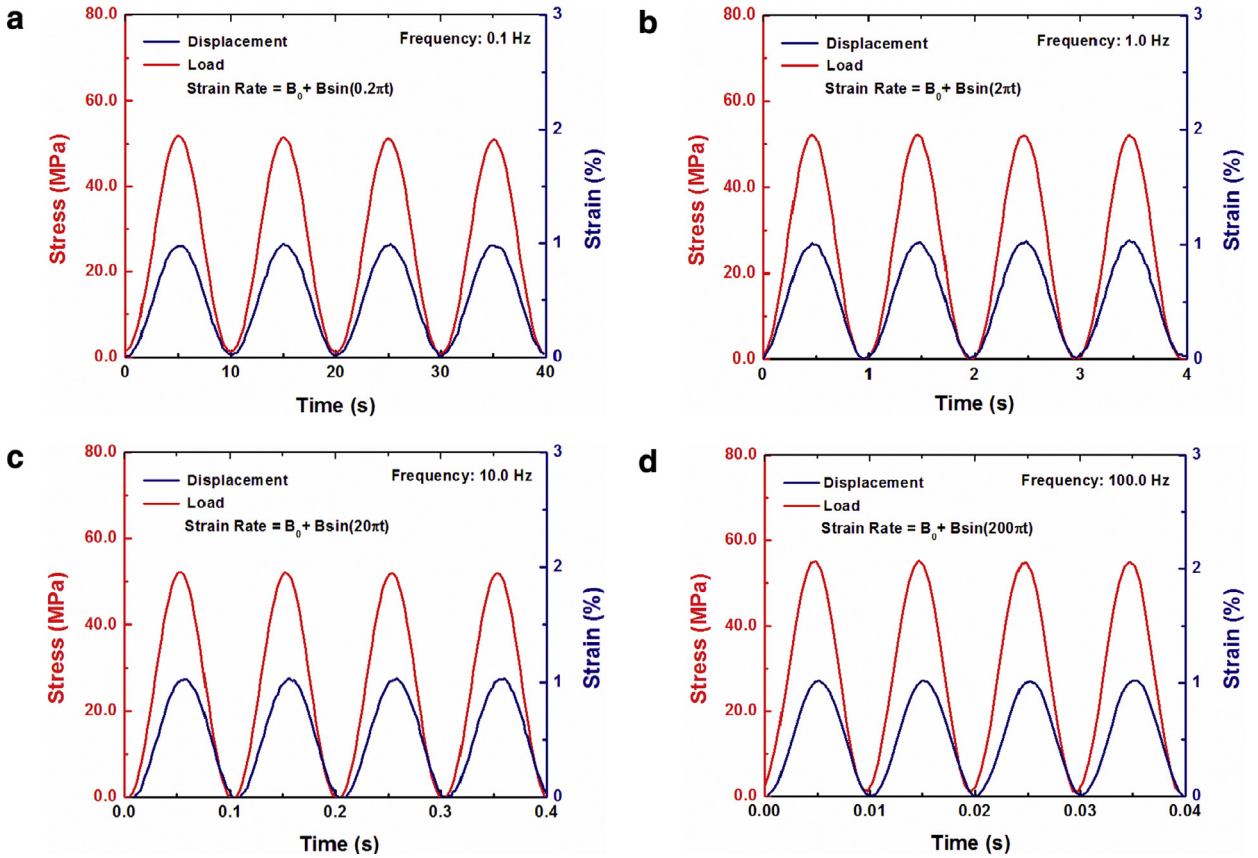 a
80.0
60.0
40.0
20.0
0.0
Stress (MPa)
Displacement
Load
Frequency: 0.1 Hz
Strain Rate = B₀ + Bsin(0.2πt)
3
2
1
0
Strain (%)
0 10 20 30 40
Time (s)
b
80.0
60.0
40.0
20.0
0.0
Stress (MPa)
Displacement
Load
Frequency: 1.0 Hz
Strain Rate = B₀ + Bsin(2πt)
3
2
1
0
Strain (%)
0 1 2 3 4
Time (s)
c
80.0
60.0
40.0
20.0
0.0
Stress (MPa)
Displacement
Load
Frequency: 10.0 Hz
Strain Rate = B₀ + Bsin(20πt)
3
2
1
0
Strain (%)
0.0 0.1 0.2 0.3 0.4
Time (s)
d
80.0
60.0
40.0
20.0
0.0
Stress (MPa)
Displacement
Load
Frequency: 100.0 Hz
Strain Rate = B₀ + Bsin(200πt)
3
2
1
0
Strain (%)
0.00 0.01 0.02 0.03 0.04
Time (s)